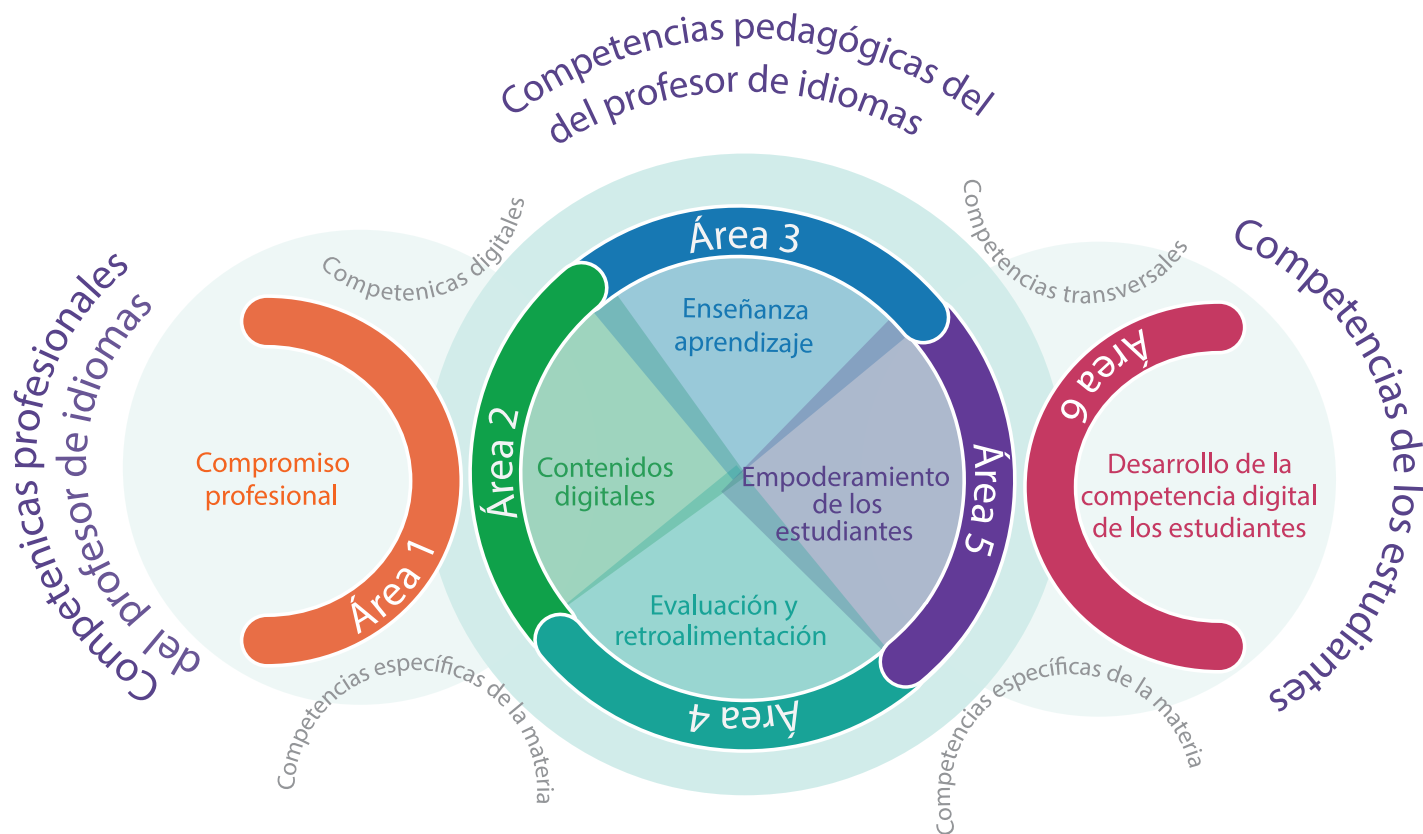 Competencias pedagógicas del
del profesor de idiomas
Competenicas profesionales
del profesor de idiomas
Competencias de los estudiantes
Competenicas digitales
Competencias transversales
Área 1
Compromiso
profesional
Área 2
Contenidos
digitales
Área 3
Enseñanza
aprendizaje
Área 4
Evaluación y
retroalimentación
Área 5
Empoderamiento
de los
estudiantes
Área 6
Desarrollo de la
competencia digital
de los estudiantes
Competencias específicas de la materia
Competencias específicas de la materia